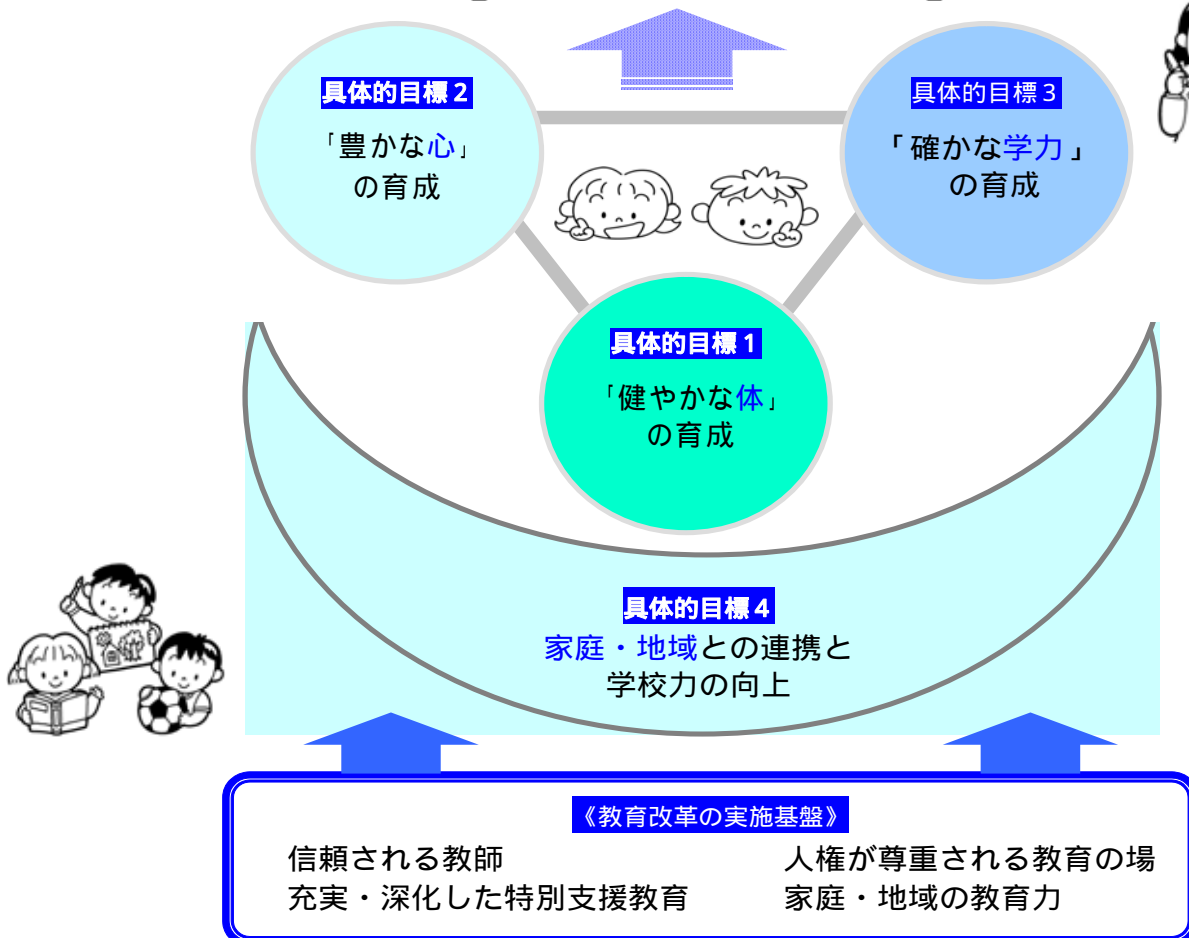 具体的目標２
「豊かな心」
の育成
具体的目標３
「確かな学力」
の育成
具体的目標１
「健やかな体」
の育成
具体的目標４
家庭・地域との連携と
学校力の向上
《教育改革の実施基盤》
信頼される教師
人権が尊重される教育の場
充実・深化した特別支援教育
家庭・地域の教育力